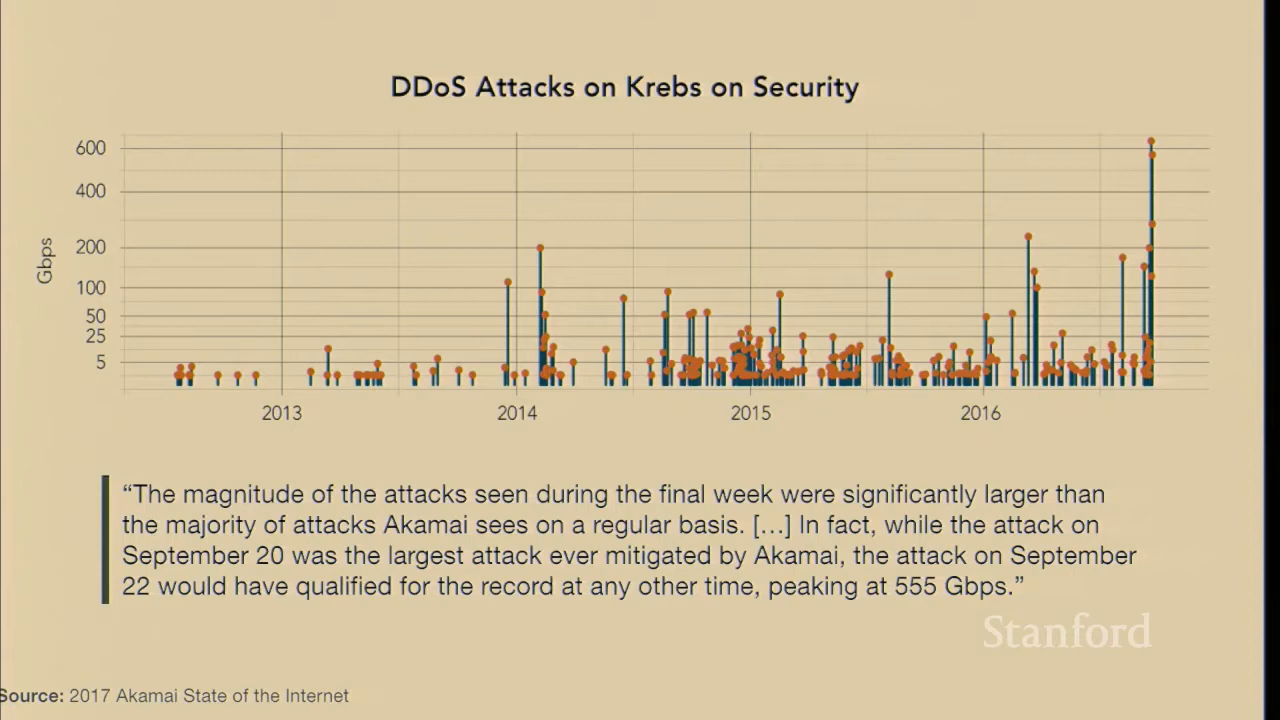 DDoS Attacks on Krebs on Security
600
400
200
100
50
25
5
Gbps
2013
2014
2015
2016
“The magnitude of the attacks seen during the final week were significantly larger than
the majority of attacks Akamai sees on a regular basis. […] In fact, while the attack on
September 20 was the largest attack ever mitigated by Akamai, the attack on September
22 would have qualified for the record at any other time, peaking at 555 Gbps.”
Stanford
Source: 2017 Akamai State of the Internet